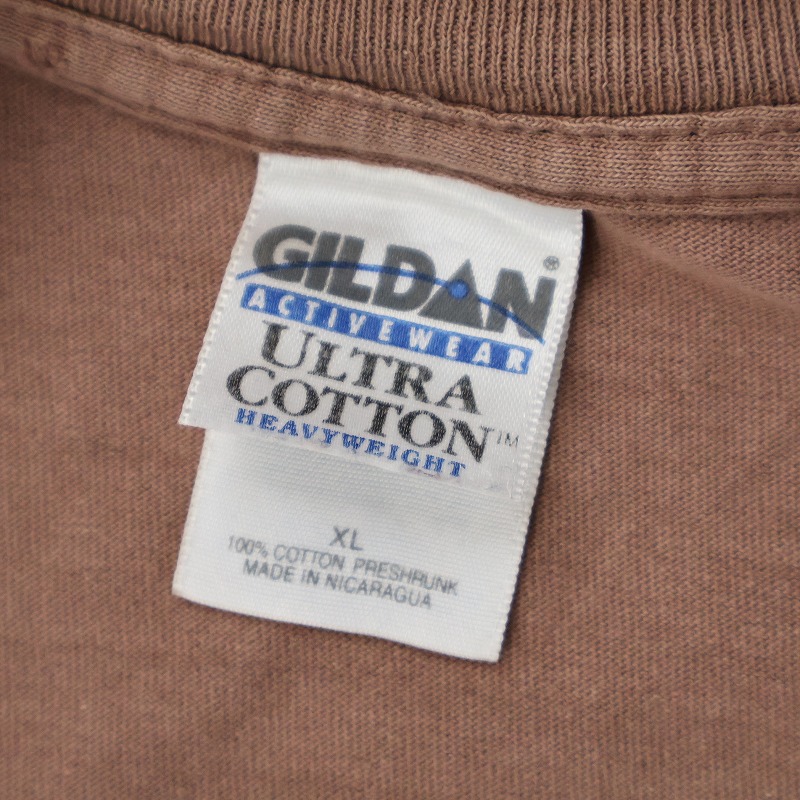 GILDAN®
ACTIVEWEAR
ULTRA
COTTON™
HEAVYWEIGHT
XL
100% COTTON PRESHRUNK
MADE IN NICARAGUA